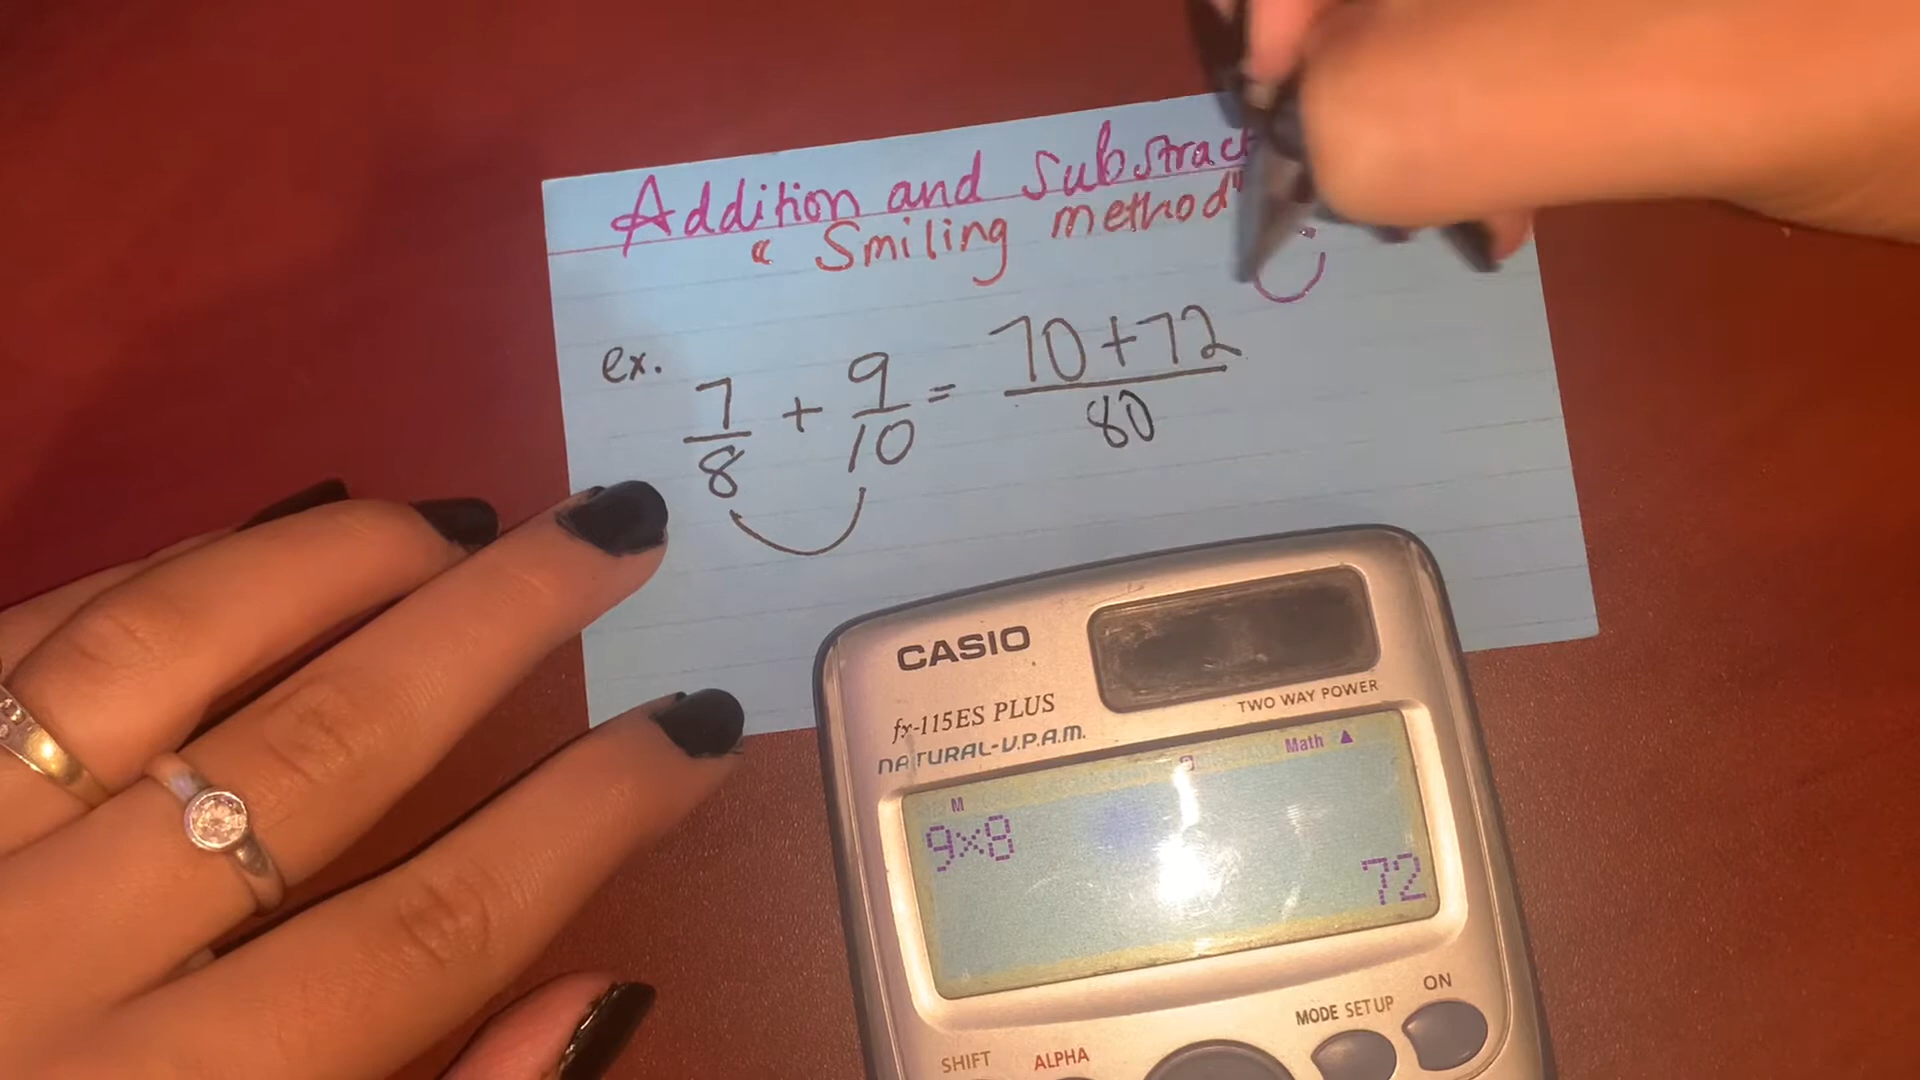 Addition and Substract
" Smiling method"
ex. 7/8 + 9/10 = 70+72/80
CASIO
fx-115ES PLUS
NATURAL-V.P.A.M.
TWO WAY POWER
M Math ▲
9×8
72
MODE SETUP ON
SHIFT ALPHA